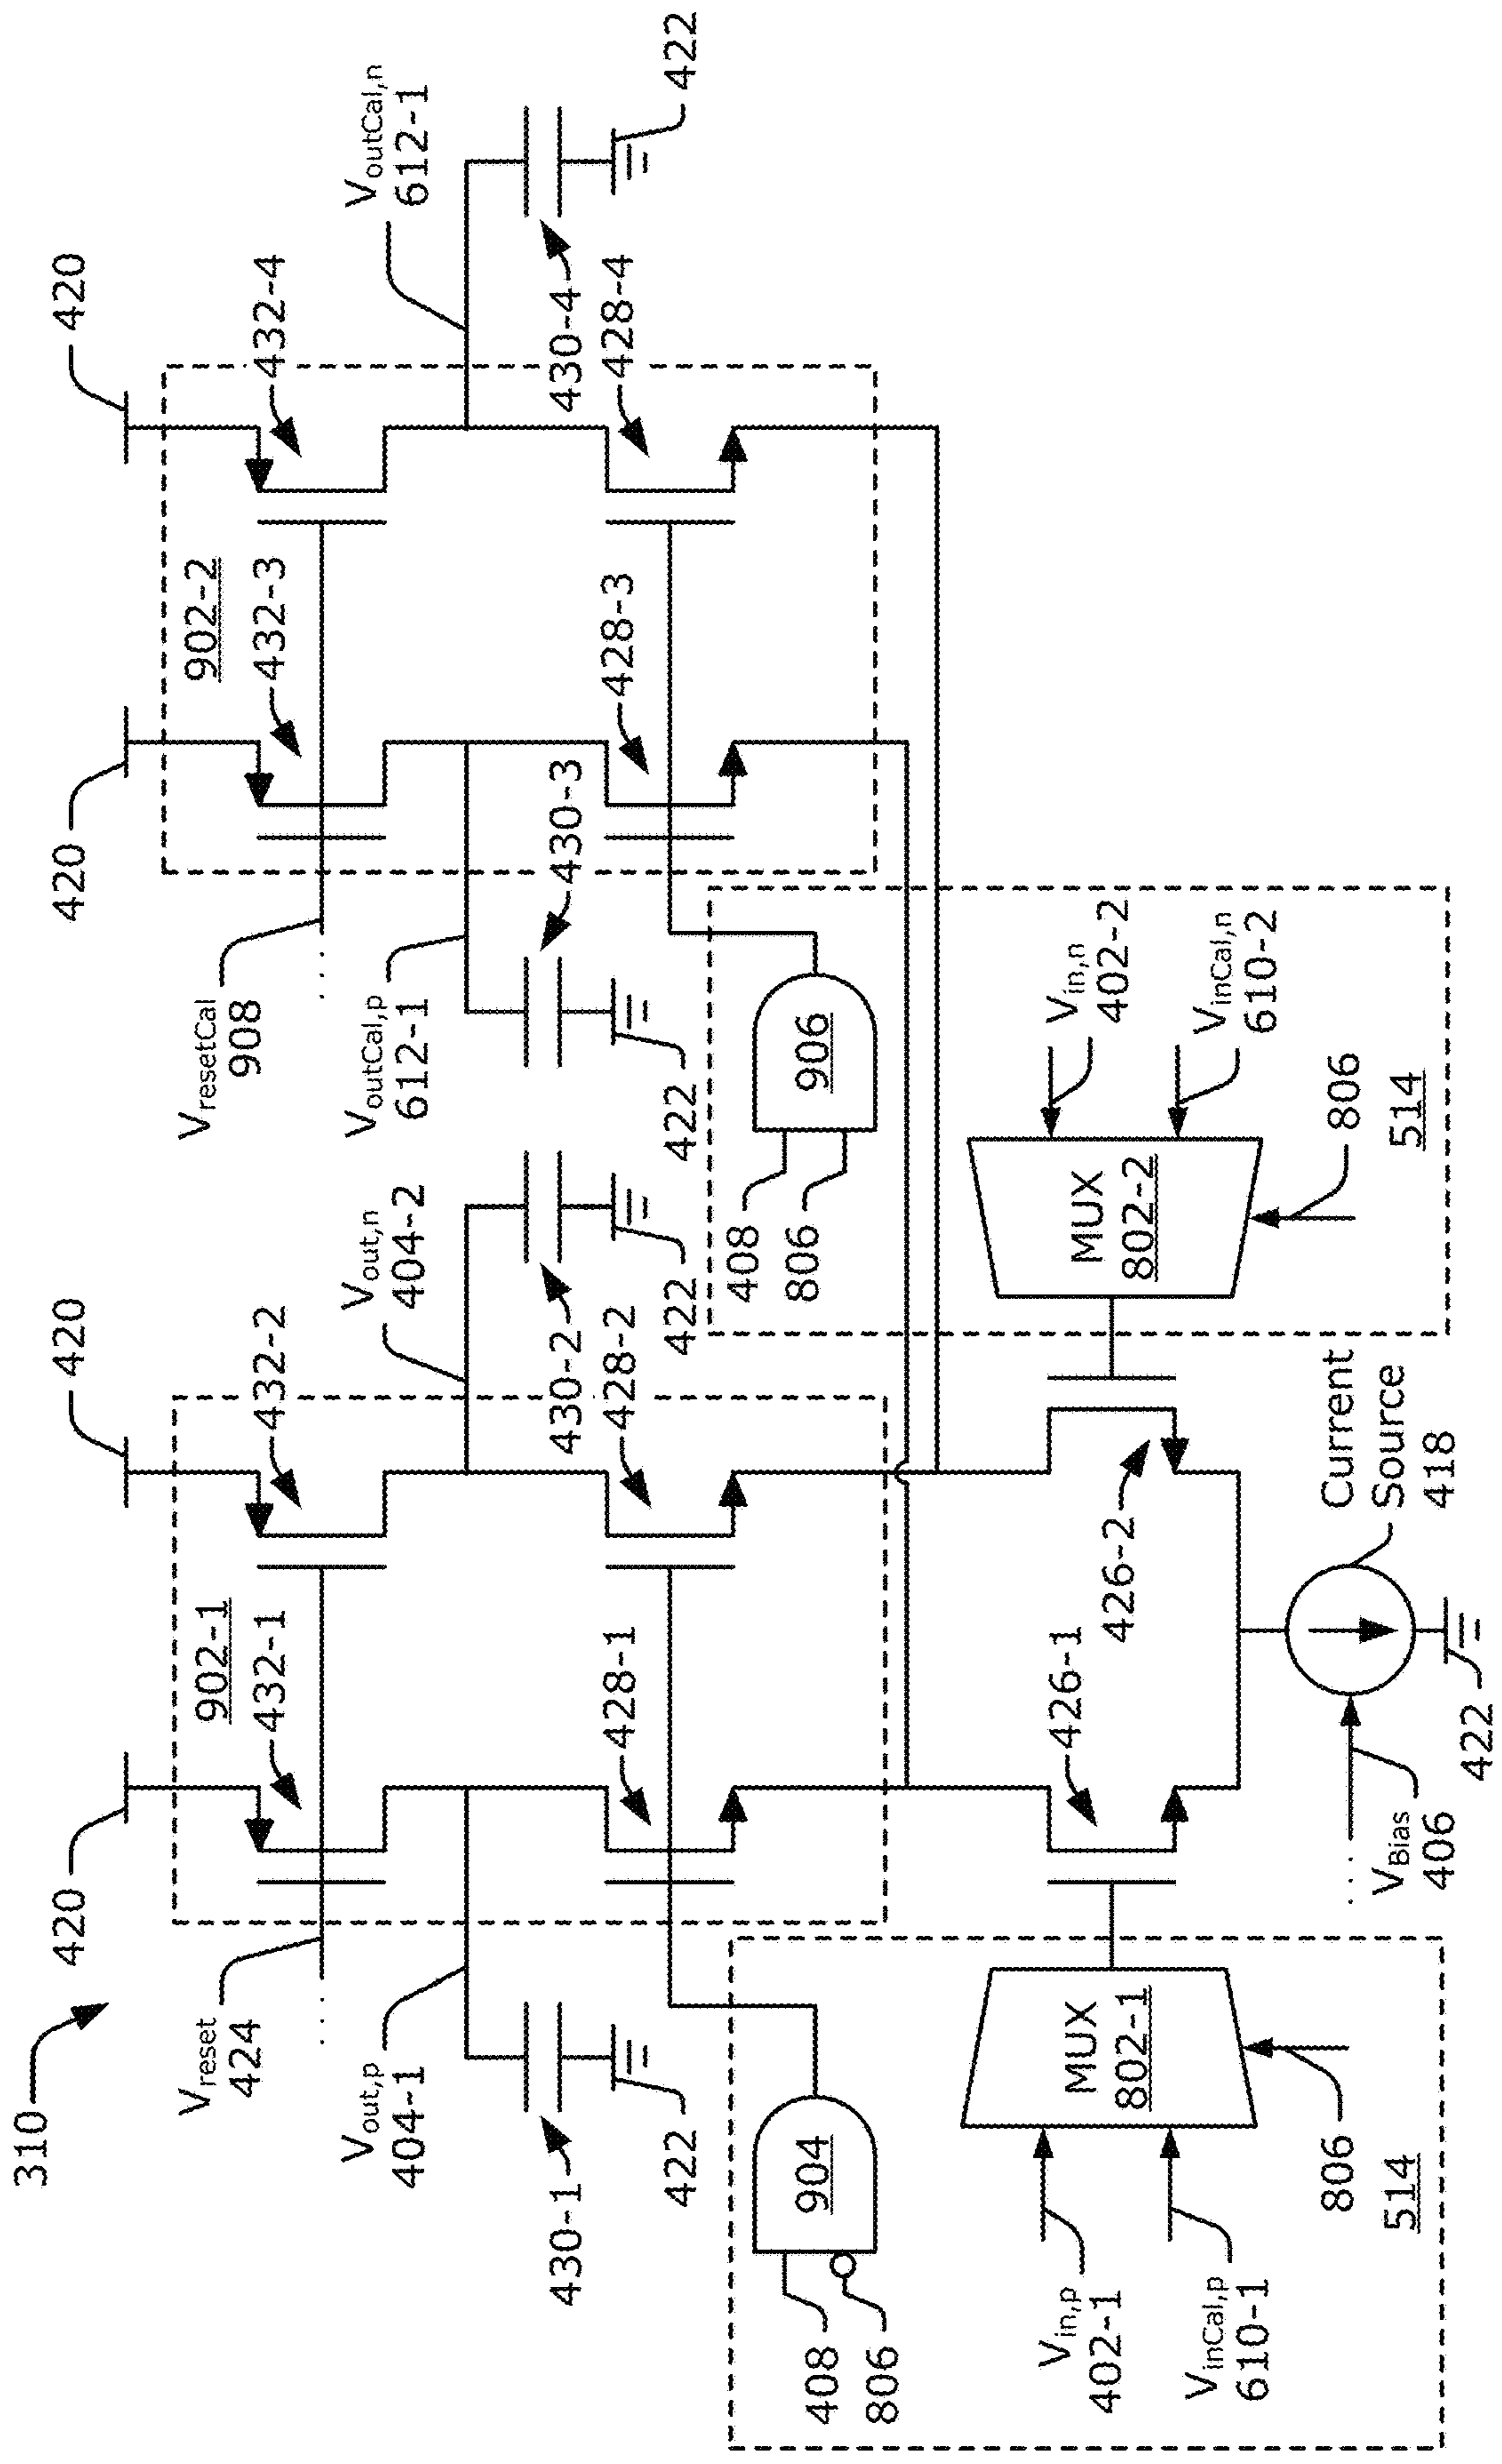 310
420
420
420
420
902-1
432-1
432-2
902-2
432-3
432-4
Vreset
424
. . .
VresetCal
908
. . .
Vout,p
404-1
Vout,n
404-2
VoutCal,p
612-1
VoutCal,n
612-1
430-1
430-2
430-3
430-4
428-1
428-2
428-3
428-4
422
422
422
422
904
408
806
906
408
806
426-1
426-2
MUX
802-1
Vin,p
402-1
VinCal,p
610-1
806
514
MUX
802-2
Vin,n
402-2
VinCal,n
610-2
806
514
Current
Source
418
. . .
VBias
406
422